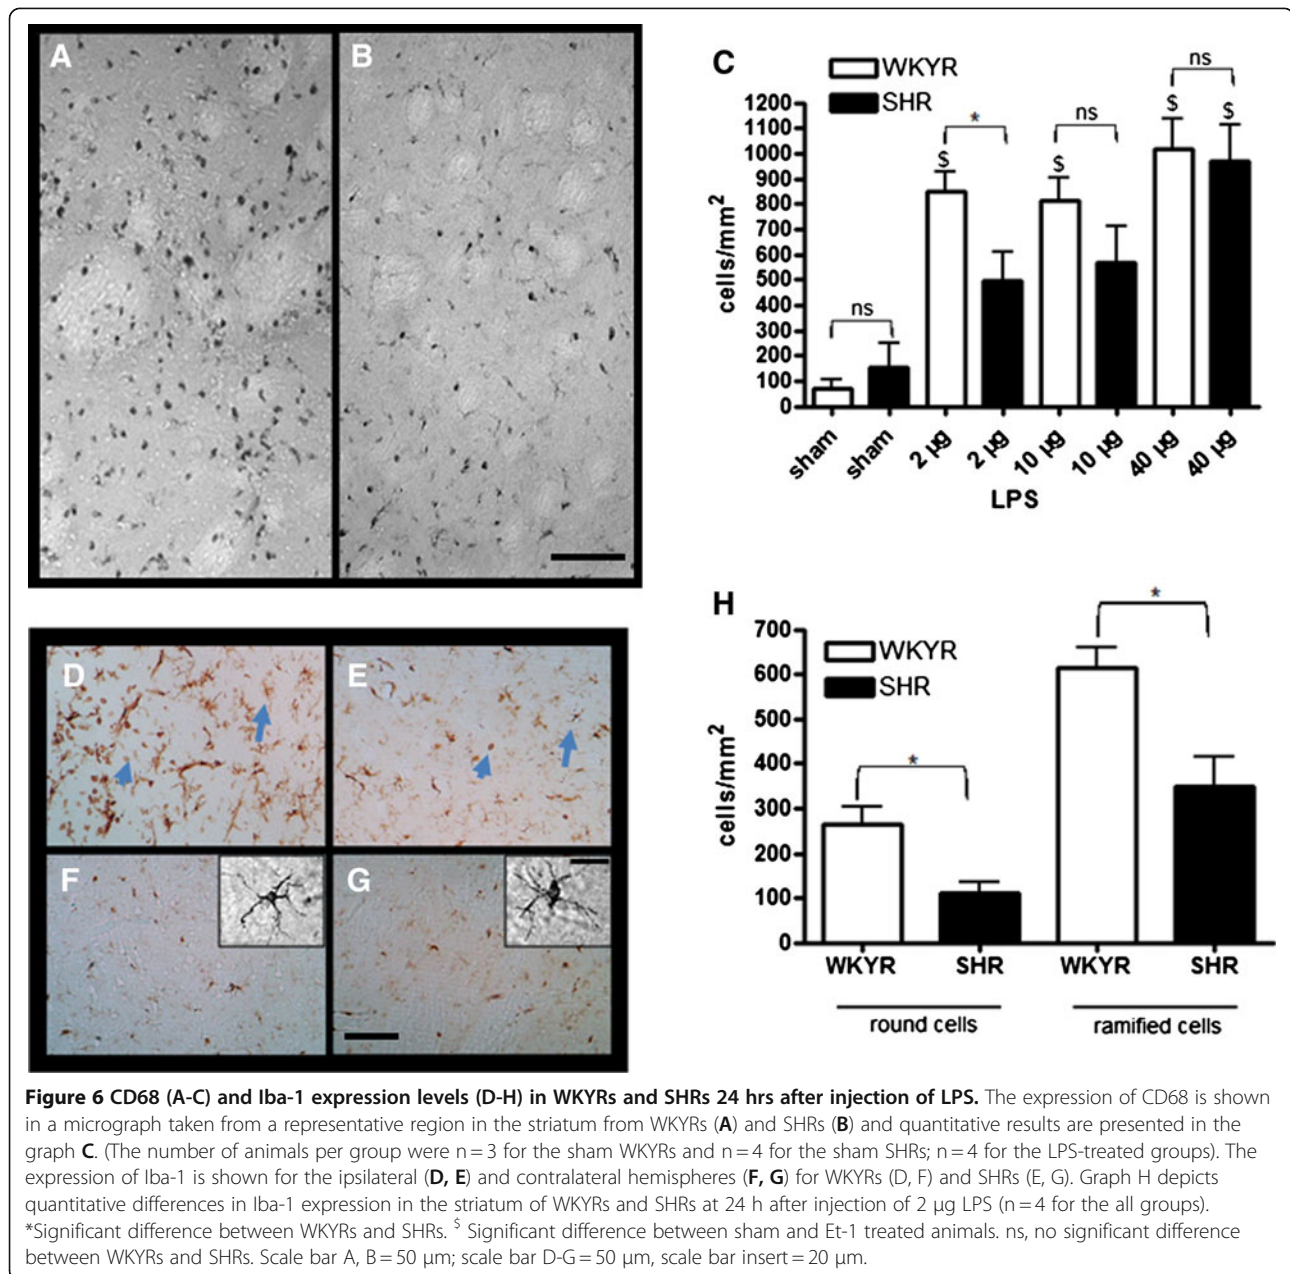 A
B
C
WKYR
SHR
ns
*
ns
ns
$
$
$
$
1200
1100
1000
900
800
700
600
500
400
300
200
100
0
cells/mm²
sham
sham
2 µg
2 µg
10 µg
10 µg
40 µg
40 µg
LPS
D
E
F
G
H
WKYR
SHR
*
*
700
600
500
400
300
200
100
0
cells/mm²
WKYR
SHR
WKYR
SHR
round cells
ramified cells
Figure 6 CD68 (A-C) and Iba-1 expression levels (D-H) in WKYRs and SHRs 24 hrs after injection of LPS. The expression of CD68 is shown
in a micrograph taken from a representative region in the striatum from WKYRs (A) and SHRs (B) and quantitative results are presented in the
graph C. (The number of animals per group were n = 3 for the sham WKYRs and n = 4 for the sham SHRs; n = 4 for the LPS-treated groups). The
expression of Iba-1 is shown for the ipsilateral (D, E) and contralateral hemispheres (F, G) for WKYRs (D, F) and SHRs (E, G). Graph H depicts
quantitative differences in Iba-1 expression in the striatum of WKYRs and SHRs at 24 h after injection of 2 µg LPS (n = 4 for the all groups).
*Significant difference between WKYRs and SHRs. $ Significant difference between sham and Et-1 treated animals. ns, no significant difference
between WKYRs and SHRs. Scale bar A, B = 50 µm; scale bar D-G = 50 µm, scale bar insert = 20 µm.